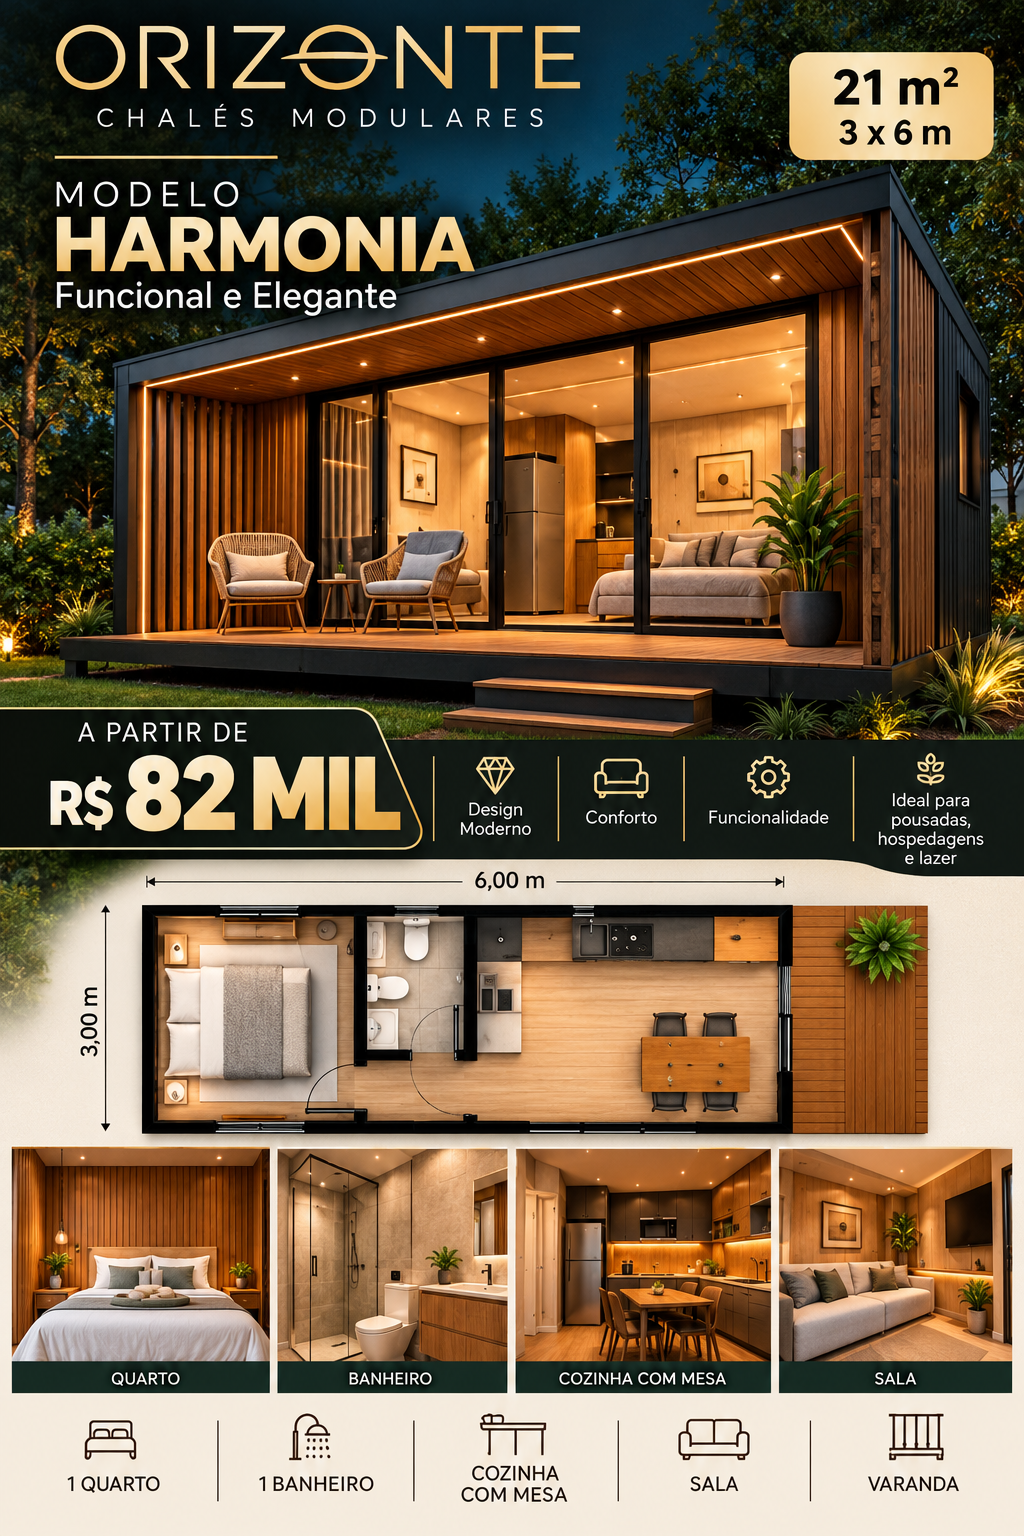 ORIZONTE
CHALÉS MODULARES
21 m²
3 x 6 m
MODELO
HARMONIA
Funcional e Elegante
A PARTIR DE
R$ 82 MIL
Design
Moderno
Conforto
Funcionalidade
Ideal para
pousadas,
hospedagens
e lazer
6,00 m
3,00 m
QUARTO
BANHEIRO
COZINHA COM MESA
SALA
1 QUARTO
1 BANHEIRO
COZINHA
COM MESA
SALA
VARANDA